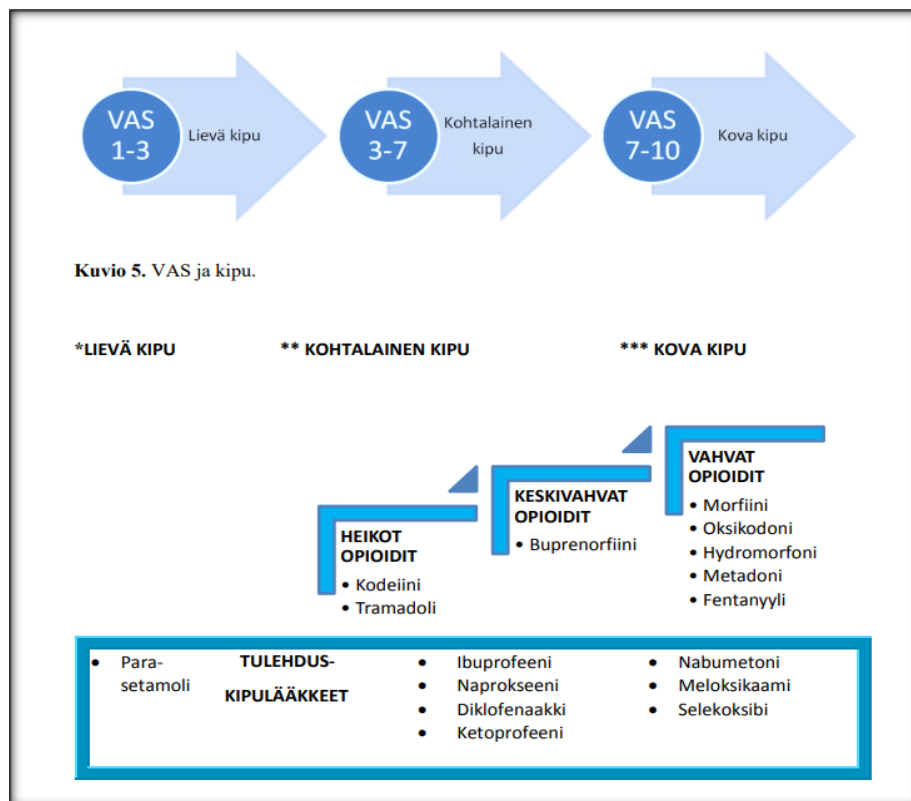 VAS
1-3
Lievä kipu
VAS
3-7
Kohtalainen
kipu
VAS
7-10
Kova kipu
Kuvio 5. VAS ja kipu.
*LIEVÄ KIPU
** KOHTALAINEN KIPU
*** KOVA KIPU
HEIKOT
OPIOIDIT
• Kodeiini
• Tramadoli
KESKIVAHVAT
OPIOIDIT
• Buprenorfiini
VAHVAT
OPIOIDIT
• Morfiini
• Oksikodoni
• Hydromorfoni
• Metadoni
• Fentanyyli
• Para-
setamoli
TULEHDUS-
KIPULÄÄKKEET
• Ibuprofeeni
• Naprokseeni
• Diklofenaakki
• Ketoprofeeni
• Nabumetoni
• Meloksikaami
• Selekoksibi